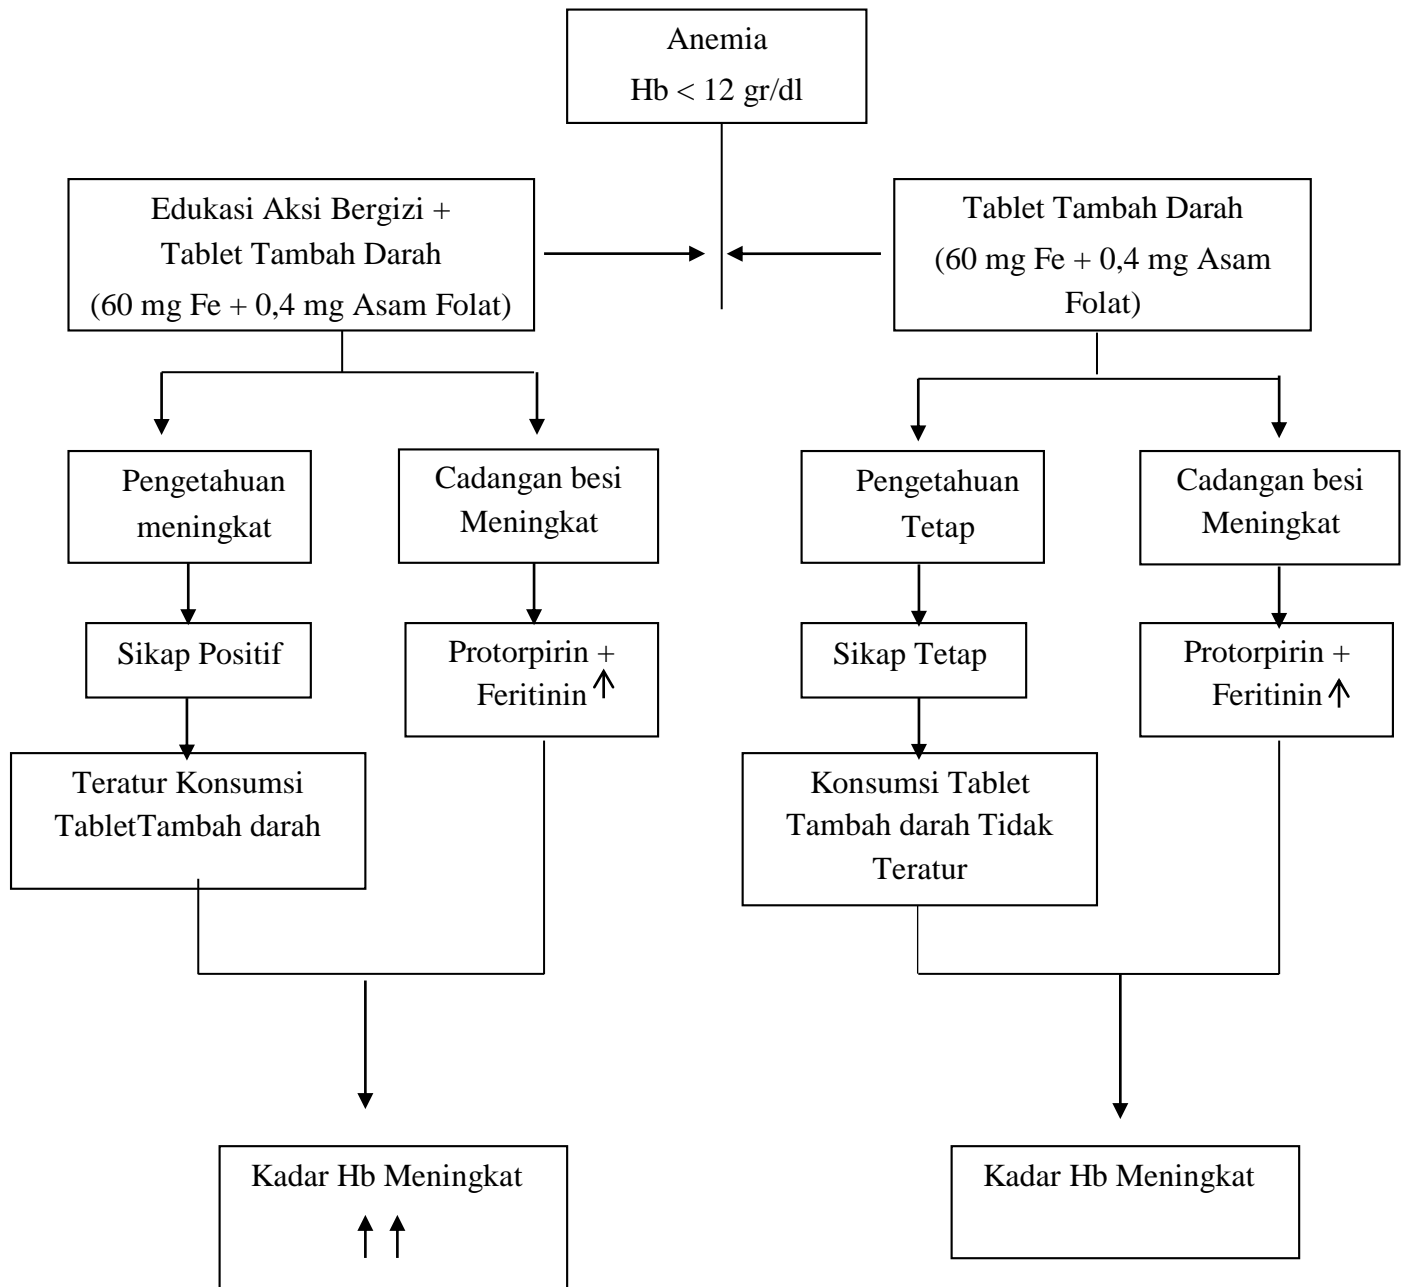 Anemia
Hb < 12 gr/dl
Edukasi Aksi Bergizi +
Tablet Tambah Darah
(60 mg Fe + 0,4 mg Asam Folat)
Tablet Tambah Darah
(60 mg Fe + 0,4 mg Asam
Folat)
Pengetahuan
meningkat
Cadangan besi
Meningkat
Pengetahuan
Tetap
Cadangan besi
Meningkat
Sikap Positif
Protorpirin +
Feritinin ↑
Sikap Tetap
Protorpirin +
Feritinin ↑
Teratur Konsumsi
TabletTambah darah
Konsumsi Tablet
Tambah darah Tidak
Teratur
Kadar Hb Meningkat
↑ ↑
Kadar Hb Meningkat